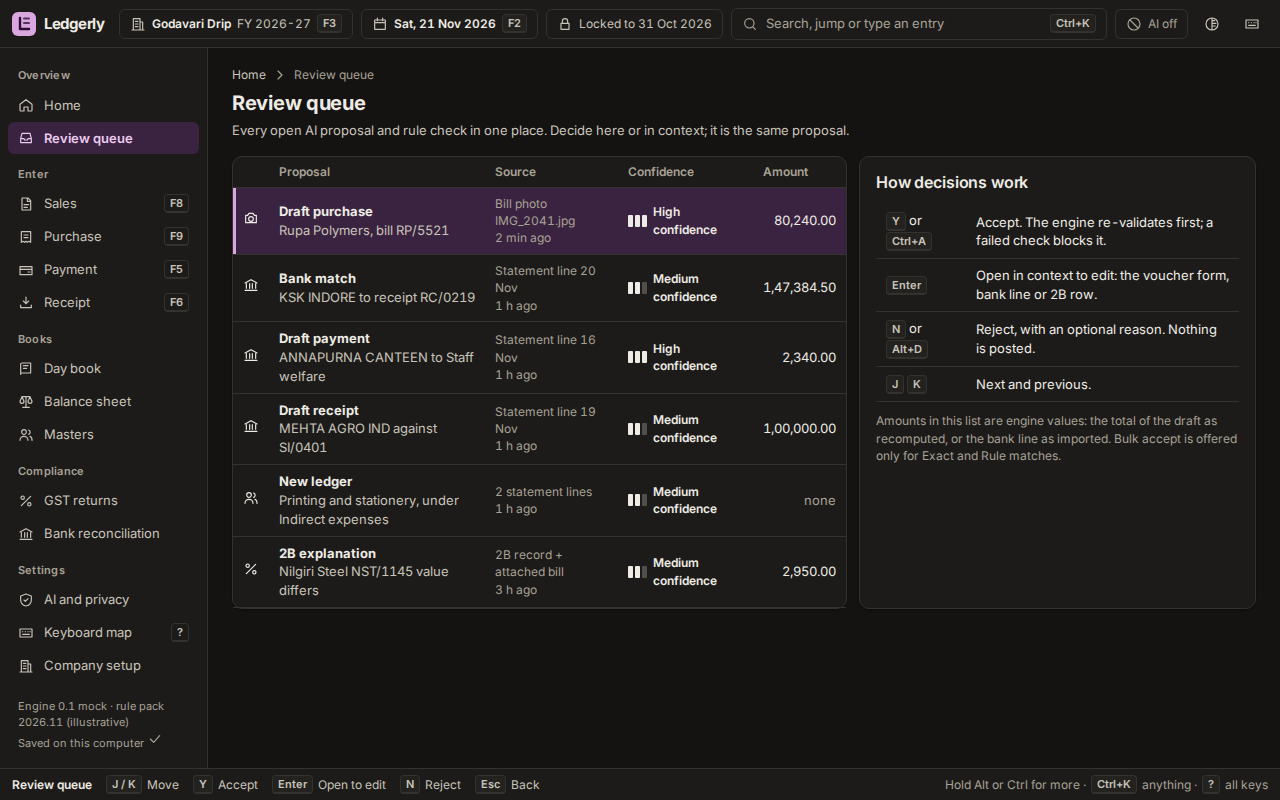 Ledgerly
Godavari Drip FY 2026-27 F3
Sat, 21 Nov 2026 F2
Locked to 31 Oct 2026
Search, jump or type an entry Ctrl+K
AI off
Overview
Home
Review queue
Enter
Sales F8
Purchase F9
Payment F5
Receipt F6
Books
Day book
Balance sheet
Masters
Compliance
GST returns
Bank reconciliation
Settings
AI and privacy
Keyboard map ?
Company setup
Engine 0.1 mock · rule pack
2026.11 (illustrative)
Saved on this computer
Home > Review queue
Review queue
Every open AI proposal and rule check in one place. Decide here or in context; it is the same proposal.
Proposal Source Confidence Amount
Draft purchase
Rupa Polymers, bill RP/5521
Bill photo
IMG_2041.jpg
2 min ago
High
confidence
80,240.00
Bank match
KSK INDORE to receipt RC/0219
Statement line 20
Nov
1 h ago
Medium
confidence
1,47,384.50
Draft payment
ANNAPURNA CANTEEN to Staff
welfare
Statement line 16
Nov
1 h ago
High
confidence
2,340.00
Draft receipt
MEHTA AGRO IND against
SI/0401
Statement line 19
Nov
1 h ago
Medium
confidence
1,00,000.00
New ledger
Printing and stationery, under
Indirect expenses
2 statement lines
1 h ago
Medium
confidence
none
2B explanation
Nilgiri Steel NST/1145 value
differs
2B record +
attached bill
3 h ago
Medium
confidence
2,950.00
How decisions work
Y or
Ctrl+A
Accept. The engine re-validates first; a
failed check blocks it.
Enter
Open in context to edit: the voucher form,
bank line or 2B row.
N or
Alt+D
Reject, with an optional reason. Nothing
is posted.
J K
Next and previous.
Amounts in this list are engine values: the total of the draft as
recomputed, or the bank line as imported. Bulk accept is offered
only for Exact and Rule matches.
Review queue J / K Move Y Accept Enter Open to edit N Reject Esc Back
Hold Alt or Ctrl for more · Ctrl+K anything · ? all keys